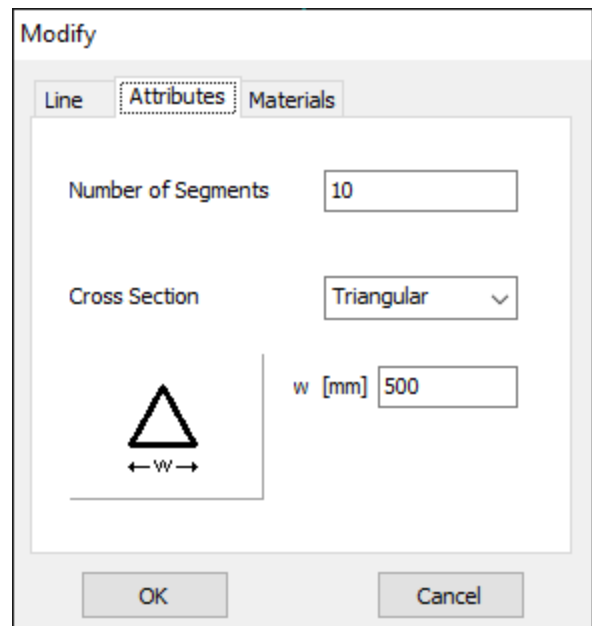 Modify
Line Attributes Materials
Number of Segments 10
Cross Section Triangular
w [mm] 500
w
OK Cancel